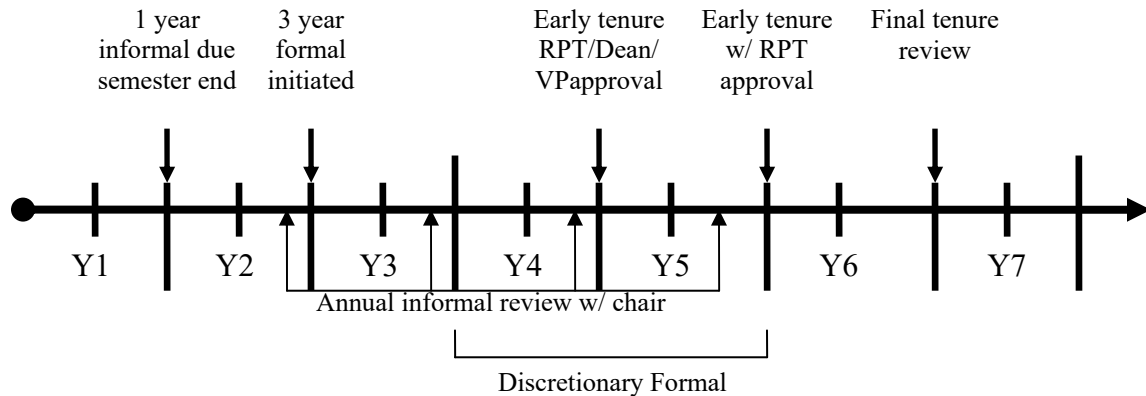 1 year
informal due
semester end
3 year
formal
initiated
Early tenure
RPT/Dean/
VPapproval
Early tenure
w/ RPT
approval
Final tenure
review
Y1
Y2
Y3
Y4
Y5
Y6
Y7
Annual informal review w/ chair
Discretionary Formal